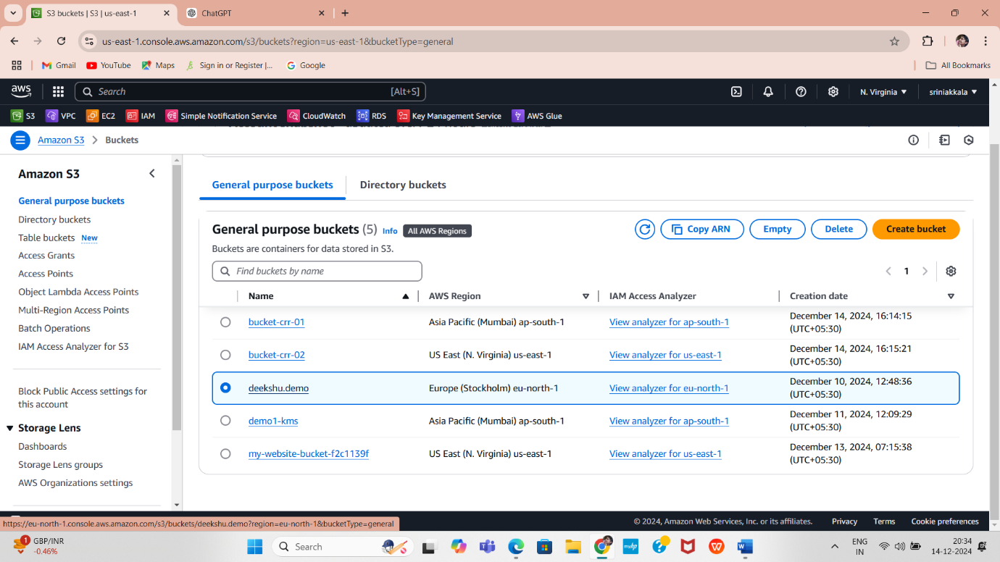 S3 buckets | S3 | us-east-1
ChatGPT
us-east-1.console.aws.amazon.com/s3/buckets?region=us-east-1&bucketType=general
Gmail
YouTube
Maps
Sign in or Register |...
Google
All Bookmarks
aws
Search
[Alt+S]
N. Virginia
sriniakkala
S3
VPC
EC2
IAM
Simple Notification Service
CloudWatch
RDS
Key Management Service
AWS Glue
Amazon S3
Buckets
Amazon S3
General purpose buckets
Directory buckets
Table buckets New
Access Grants
Access Points
Object Lambda Access Points
Multi-Region Access Points
Batch Operations
IAM Access Analyzer for S3
Block Public Access settings for
this account
Storage Lens
Dashboards
Storage Lens groups
AWS Organizations settings
General purpose buckets
Directory buckets
General purpose buckets (5) Info All AWS Regions
Copy ARN
Empty
Delete
Create bucket
Buckets are containers for data stored in S3.
Find buckets by name
1
Name
AWS Region
IAM Access Analyzer
Creation date
bucket-crr-01
Asia Pacific (Mumbai) ap-south-1
View analyzer for ap-south-1
December 14, 2024, 16:14:15
(UTC+05:30)
bucket-crr-02
US East (N. Virginia) us-east-1
View analyzer for us-east-1
December 14, 2024, 16:15:21
(UTC+05:30)
deekshu.demo
Europe (Stockholm) eu-north-1
View analyzer for eu-north-1
December 10, 2024, 12:48:36
(UTC+05:30)
demo1-kms
Asia Pacific (Mumbai) ap-south-1
View analyzer for ap-south-1
December 11, 2024, 12:09:29
(UTC+05:30)
my-website-bucket-f2c1139f
US East (N. Virginia) us-east-1
View analyzer for us-east-1
December 13, 2024, 07:15:38
(UTC+05:30)
https://eu-north-1.console.aws.amazon.com/s3/buckets/deekshu.demo?region=eu-north-1&bucketType=general
© 2024, Amazon Web Services, Inc. or its affiliates.
Privacy
Terms
Cookie preferences
1
GBP/INR
-0.46%
Search
myhp
ENG
IN
20:34
14-12-2024